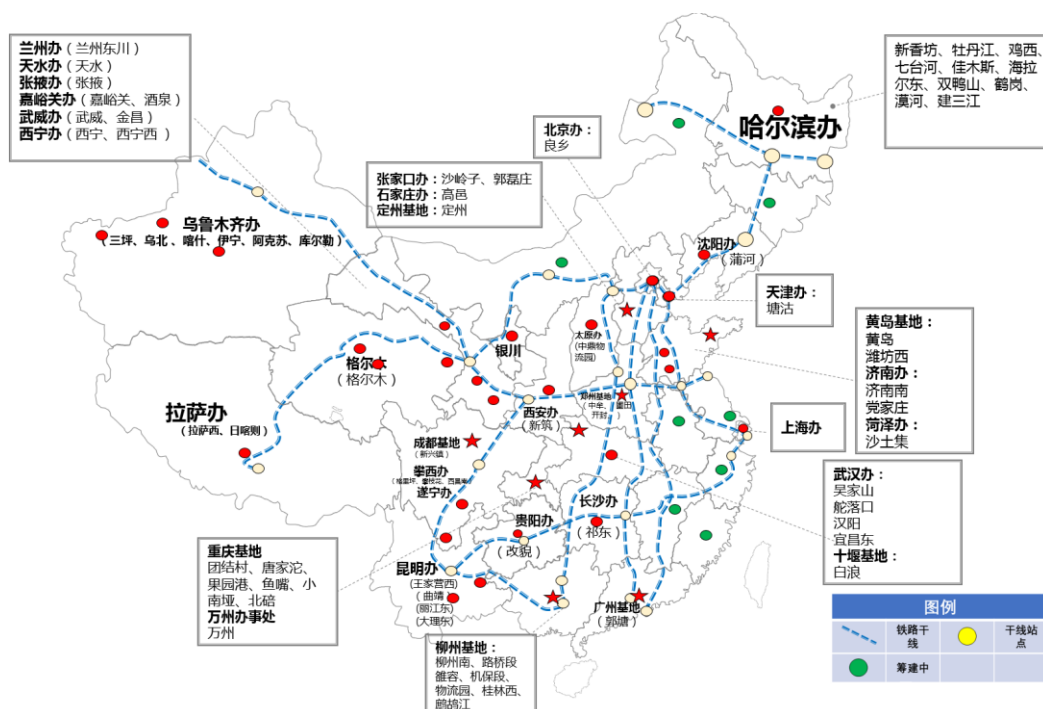 兰州办（兰州东川）
天水办（天水）
张掖办（张掖）
嘉峪关办（嘉峪关、酒泉）
武威办（武威、金昌）
西宁办（西宁、西宁西）
北京办：
良乡
新香坊、牡丹江、鸡西、
七台河、佳木斯、海拉
尔东、双鸭山、鹤岗、
漠河、建三江
哈尔滨办
张家口办：沙岭子、郭磊庄
石家庄办：高邑
定州基地：定州
乌鲁木齐办
（三坪、乌北、喀什、伊宁、阿克苏、库尔勒）
沈阳办
（蒲河）
天津办：
塘沽
黄岛基地：
黄岛
潍坊西
济南办：
济南南
党家庄
菏泽办：
沙土集
太原办
（中鼎物
流园）
银川
格尔木
（格尔木）
拉萨办
（拉萨西、日喀则）
郑州基地
（中牟、圃田
开封
西安办
（新筑）
上海办
成都基地
（新兴镇）
攀西办
遂宁办
武汉办：
吴家山
舵落口
汉阳
宜昌东
十堰基地：
白浪
长沙办
（祁东）
贵阳办
（改貌）
重庆基地
团结村、唐家沱、
果园港、鱼嘴、小
南垭、北碚
万州办事处
万州
昆明办
（王家营西）
（曲靖）
（丽江东）
（大理东）
广州基地
（郭塘）
柳州基地：
柳州南、路桥段
雒容、机保段、
物流园、桂林西、
鹧鸪江
图例
铁路干
线
干线站
点
筹建中